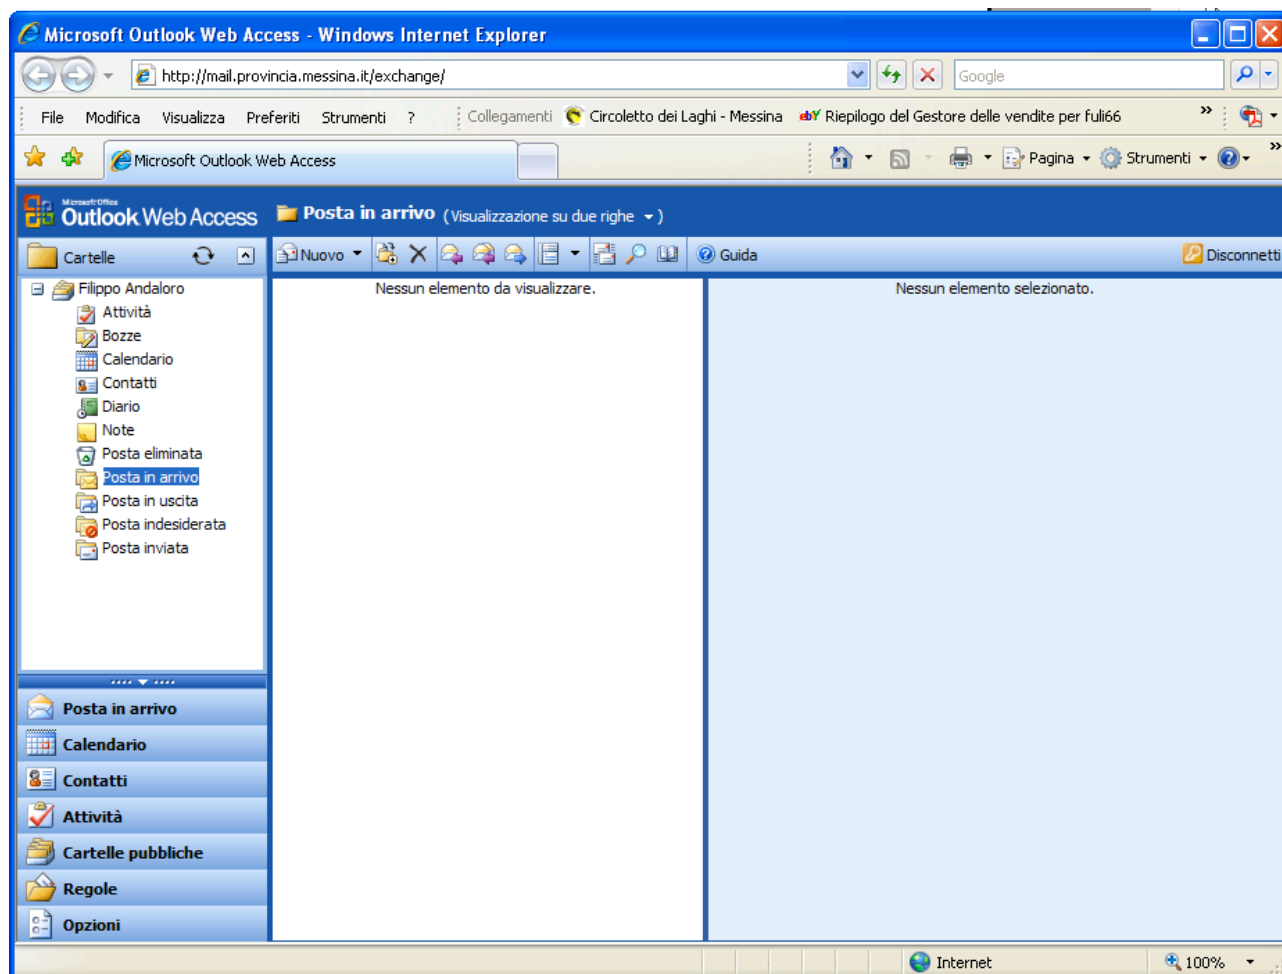 Microsoft Outlook Web Access - Windows Internet Explorer
http://mail.provincia.messina.it/exchange/
Google
File Modifica Visualizza Preferiti Strumenti ? Collegamenti Circoletto dei Laghi - Messina ebY Riepilogo del Gestore delle vendite per fuli66 »
Microsoft Outlook Web Access
Pagina Strumenti »
Microsoft Office
Outlook Web Access
Posta in arrivo (Visualizzazione su due righe )
Cartelle
Nuovo Guida Disconnetti
Filippo Andaloro
Attività
Bozze
Calendario
Contatti
Diario
Note
Posta eliminata
Posta in arrivo
Posta in uscita
Posta indesiderata
Posta inviata
Nessun elemento da visualizzare.
Nessun elemento selezionato.
Posta in arrivo
Calendario
Contatti
Attività
Cartelle pubbliche
Regole
Opzioni
Internet 100%